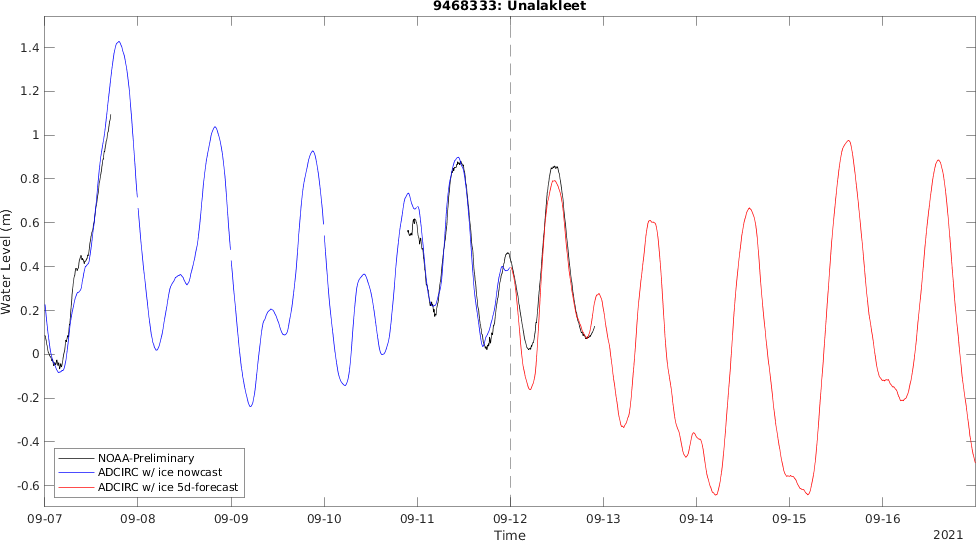 9468333: Unalakleet
Water Level (m)
1.4
1.2
1
0.8
0.6
0.4
0.2
0
-0.2
-0.4
-0.6
NOAA-Preliminary
ADCIRC w/ ice nowcast
ADCIRC w/ ice 5d-forecast
09-07 09-08 09-09 09-10 09-11 09-12 09-13 09-14 09-15 09-16
Time
2021